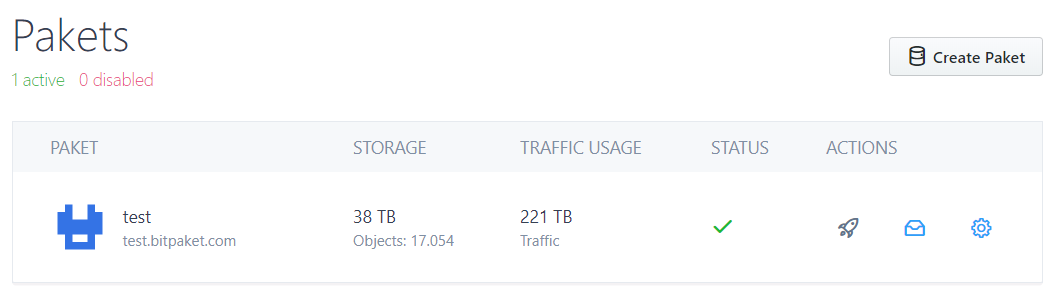 Pakets
1 active 0 disabled
Create Paket
PAKET STORAGE TRAFFIC USAGE STATUS ACTIONS
test 38 TB 221 TB
test.bitpaket.com Objects: 17.054 Traffic